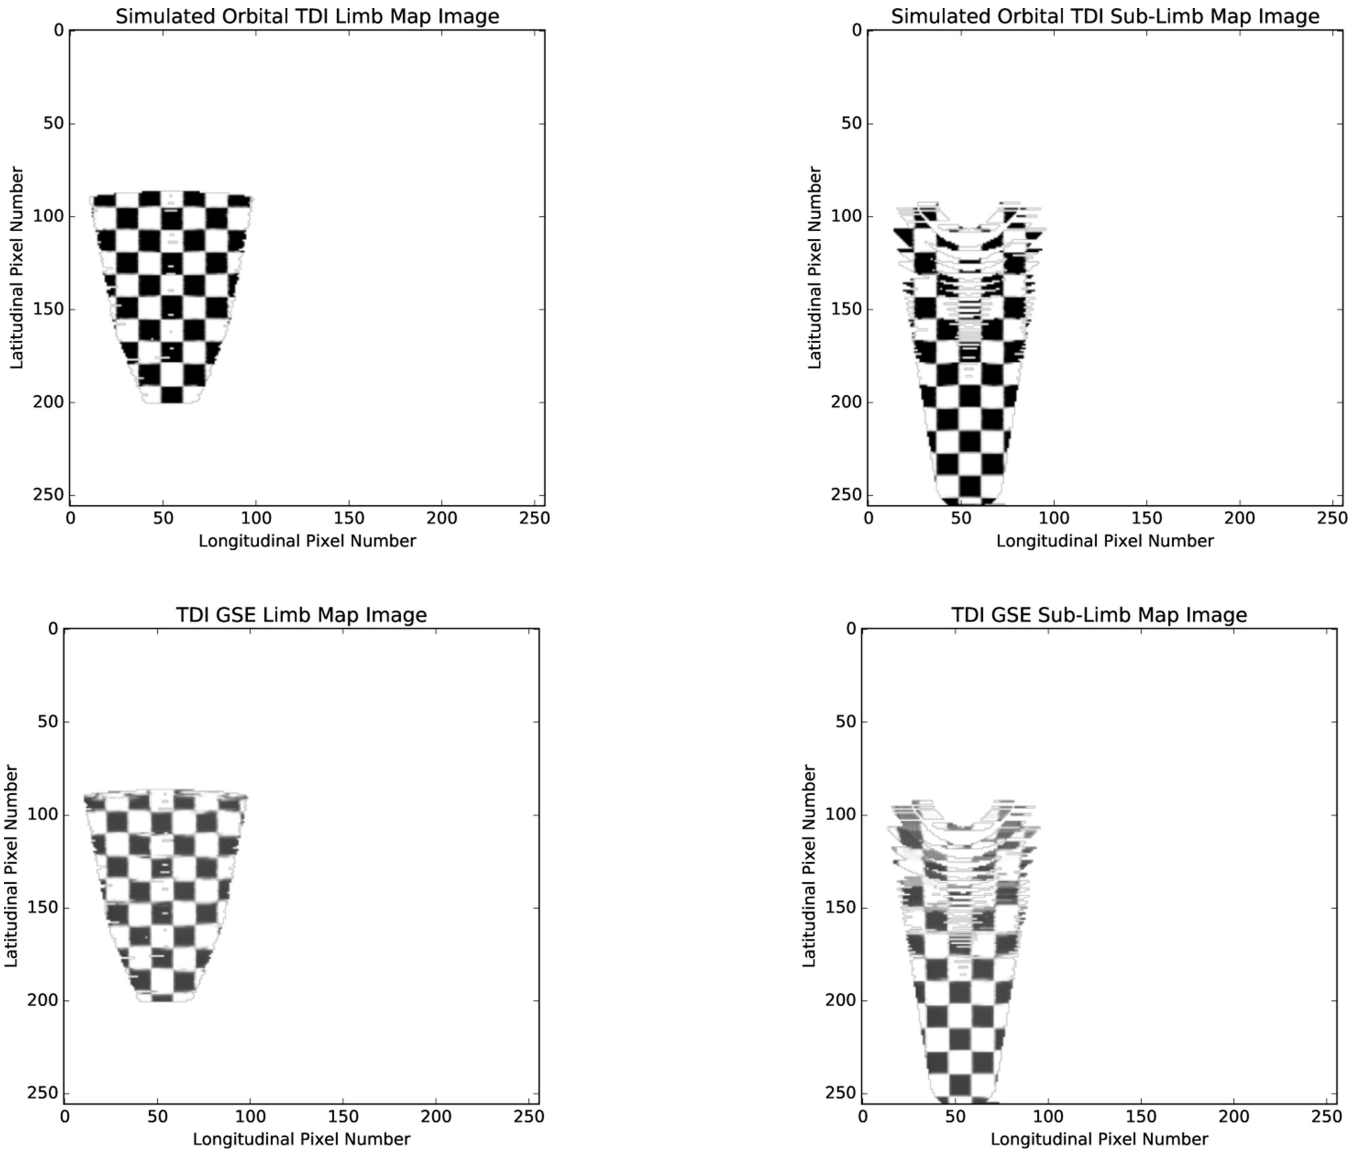 Simulated Orbital TDI Limb Map Image
0
50
100
150
200
250
Latitudinal Pixel Number
0 50 100 150 200 250
Longitudinal Pixel Number
Simulated Orbital TDI Sub-Limb Map Image
0
50
100
150
200
250
Latitudinal Pixel Number
0 50 100 150 200 250
Longitudinal Pixel Number
TDI GSE Limb Map Image
0
50
100
150
200
250
Latitudinal Pixel Number
0 50 100 150 200 250
Longitudinal Pixel Number
TDI GSE Sub-Limb Map Image
0
50
100
150
200
250
Latitudinal Pixel Number
0 50 100 150 200 250
Longitudinal Pixel Number